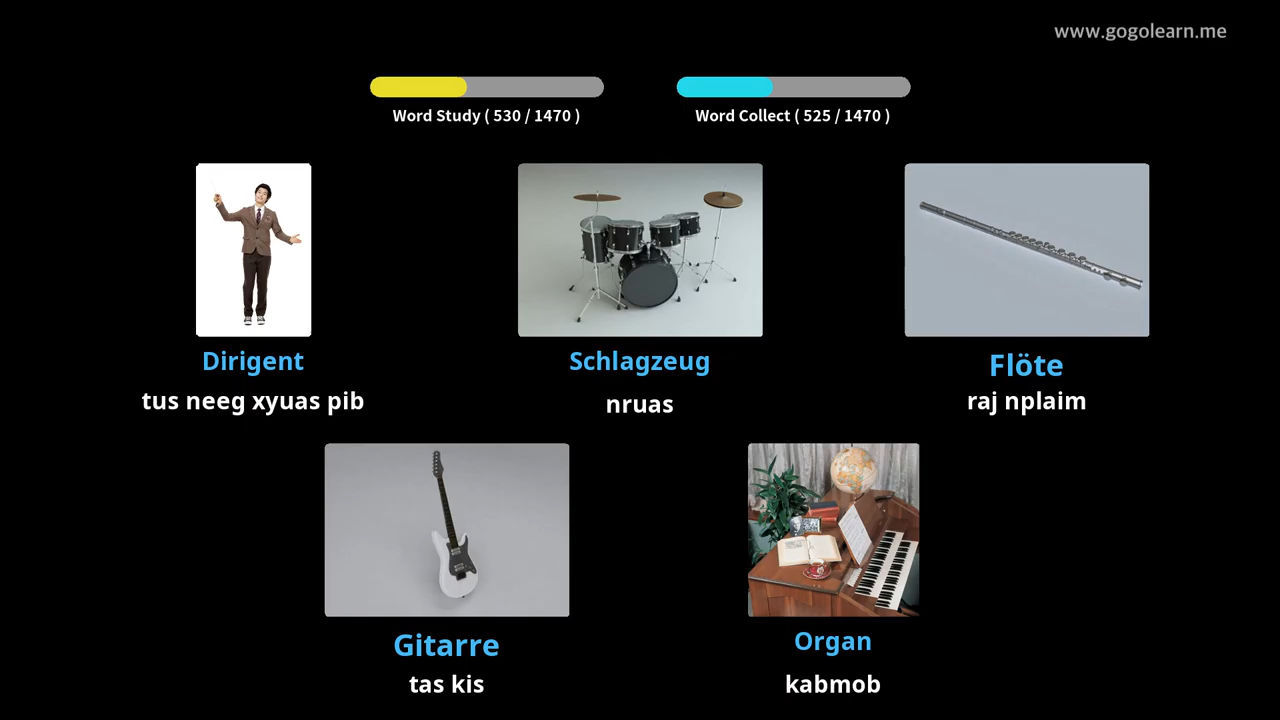 www.gogolearn.me
Word Study ( 530 / 1470 )
Word Collect ( 525 / 1470 )
Dirigent
tus neeg xyuas pib
Schlagzeug
nruas
Flöte
raj nplaim
Gitarre
tas kis
Organ
kabmob